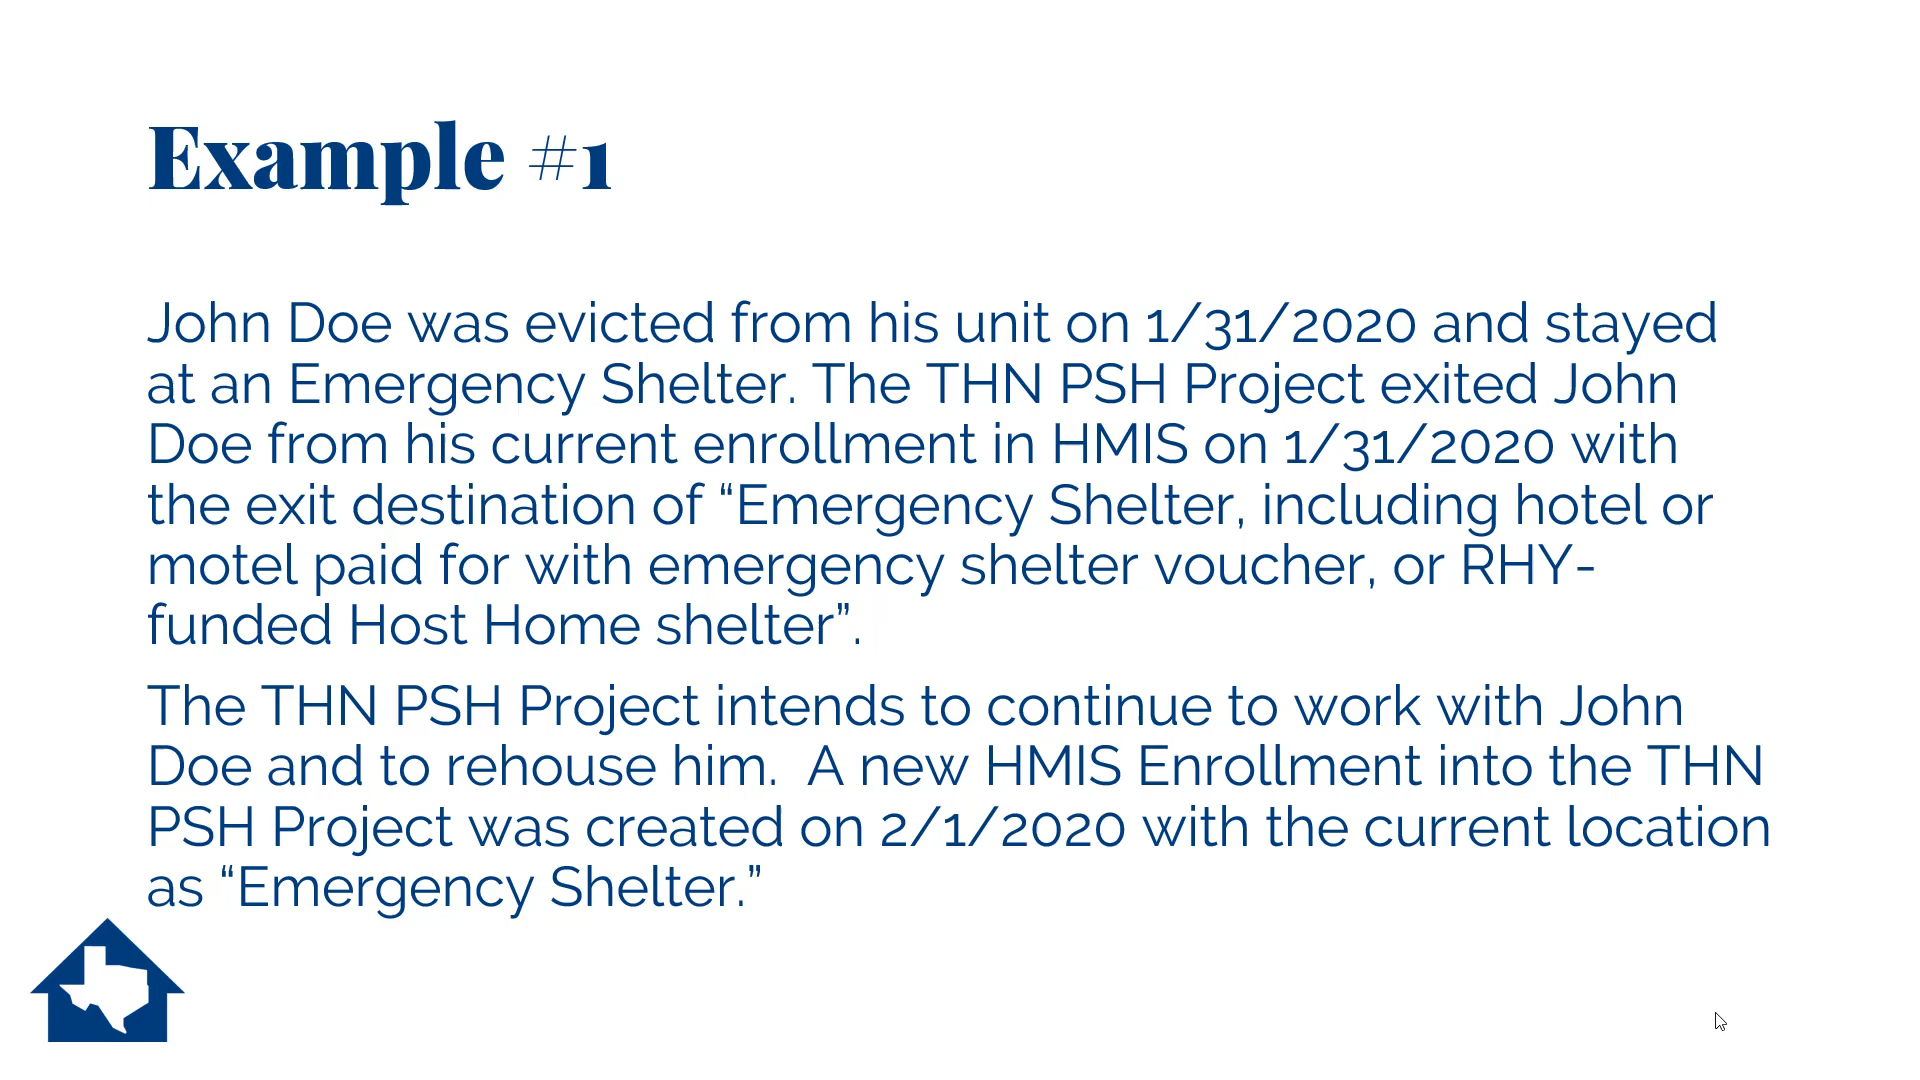 Example #1
John Doe was evicted from his unit on 1/31/2020 and stayed
at an Emergency Shelter. The THN PSH Project exited John
Doe from his current enrollment in HMIS on 1/31/2020 with
the exit destination of “Emergency Shelter, including hotel or
motel paid for with emergency shelter voucher, or RHY-
funded Host Home shelter”.
The THN PSH Project intends to continue to work with John
Doe and to rehouse him.  A new HMIS Enrollment into the THN
PSH Project was created on 2/1/2020 with the current location
as “Emergency Shelter.”